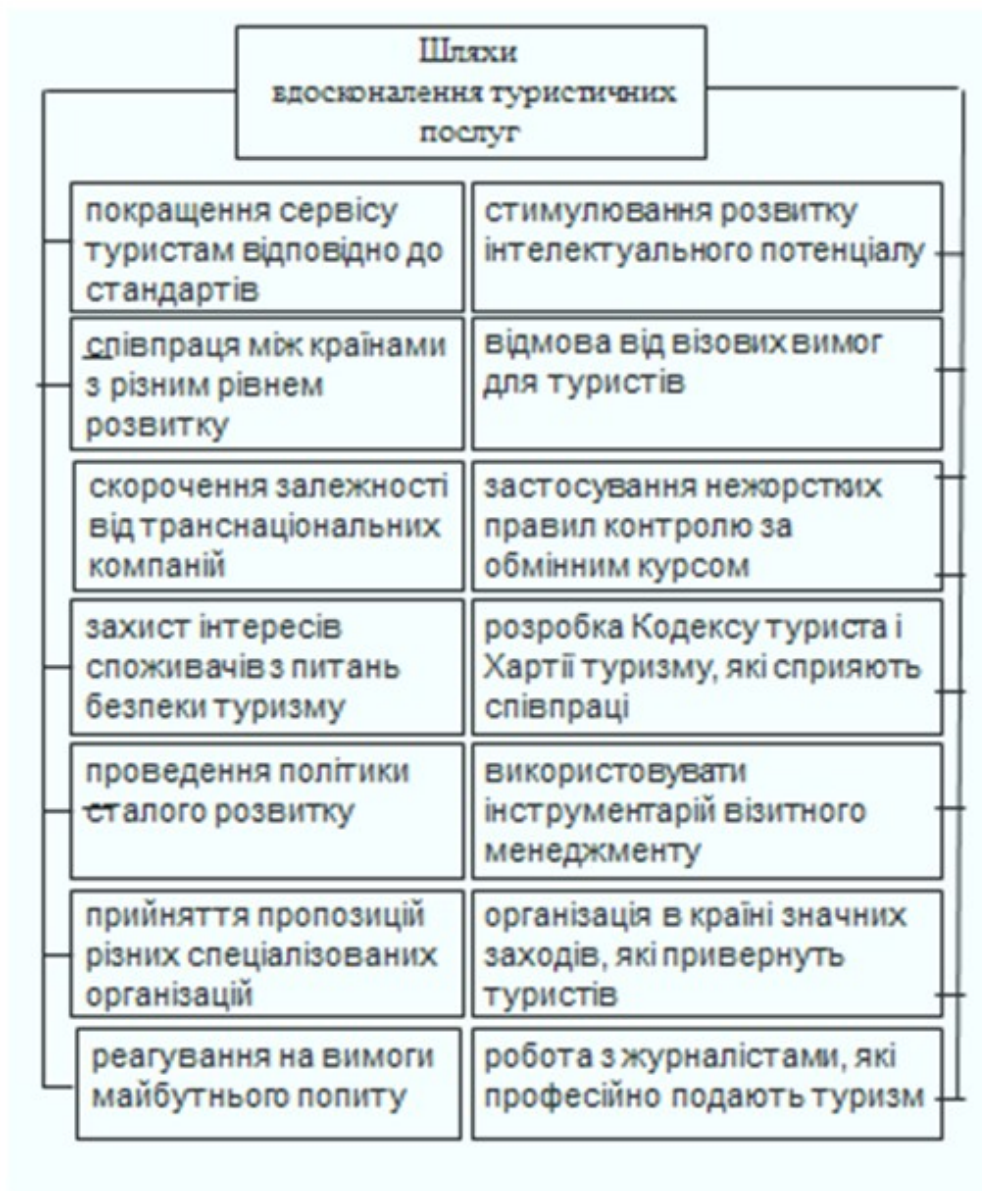 Шляхи
вдосконалення туристичних
послуг
покращення сервісу
туристам відповідно до
стандартів
стимулювання розвитку
інтелектуального потенціалу
співпраця між країнами
з різним рівнем
розвитку
відмова від візових вимог
для туристів
скорочення залежності
від транснаціональних
компаній
застосування нежорстких
правил контролю за
обмінним курсом
захист інтересів
споживачів з питань
безпеки туризму
розробка Кодексу туриста і
Хартії туризму, які сприяють
співпраці
проведення політики
сталого розвитку
використовувати
інструментарій візитного
менеджменту
прийняття пропозицій
різних спеціалізованих
організацій
організація в країні значних
заходів, які привернуть
туристів
реагування на вимоги
майбутнього попиту
робота з журналістами, які
професійно подають туризм